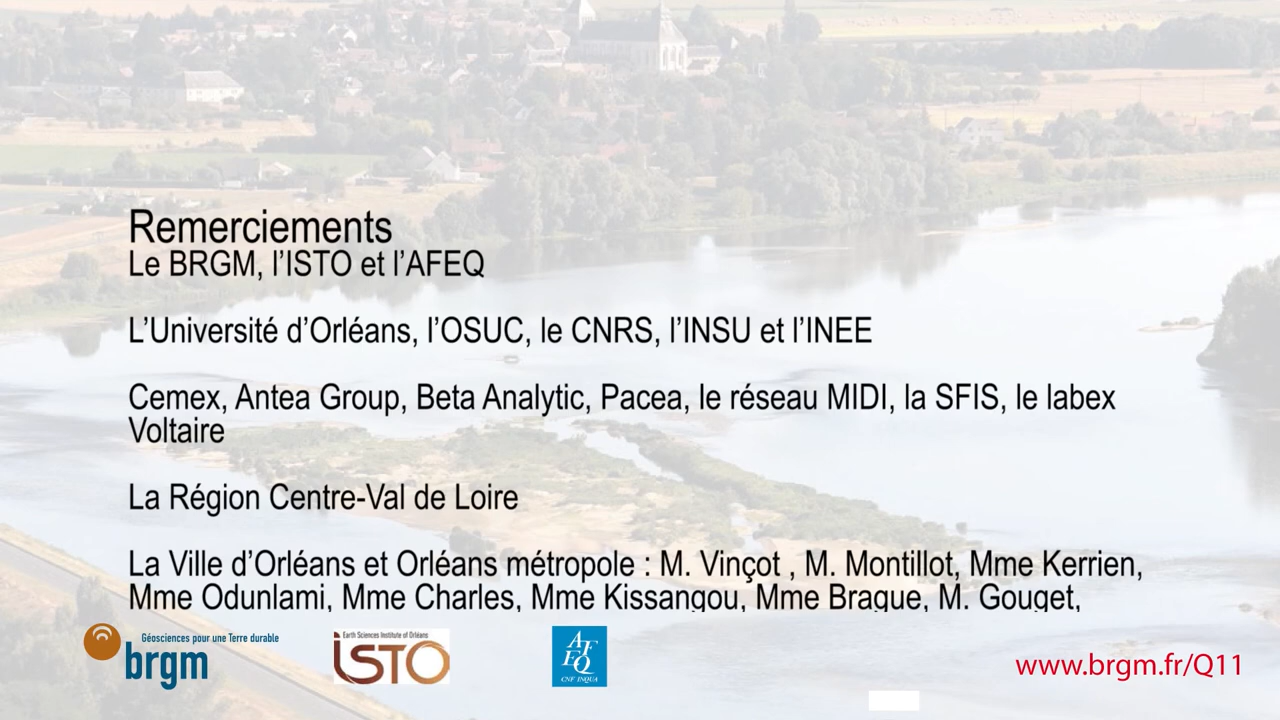 Remerciements
Le BRGM, l’ISTO et l’AFEQ
L’Université d’Orléans, l’OSUC, le CNRS, l’INSU et l’INEE
Cemex, Antea Group, Beta Analytic, Pacea, le réseau MIDI, la SFIS, le labex
Voltaire
La Région Centre-Val de Loire
La Ville d’Orléans et Orléans métropole : M. Vinçot , M. Montillot, Mme Kerrien,
Mme Odunlami, Mme Charles, Mme Kissangou, Mme Brague, M. Gouget,
Géosciences pour une Terre durable
brgm
Earth Sciences Institute of Orléans
iSTO
AF
EQ
CNF INQUA
www.brgm.fr/Q11